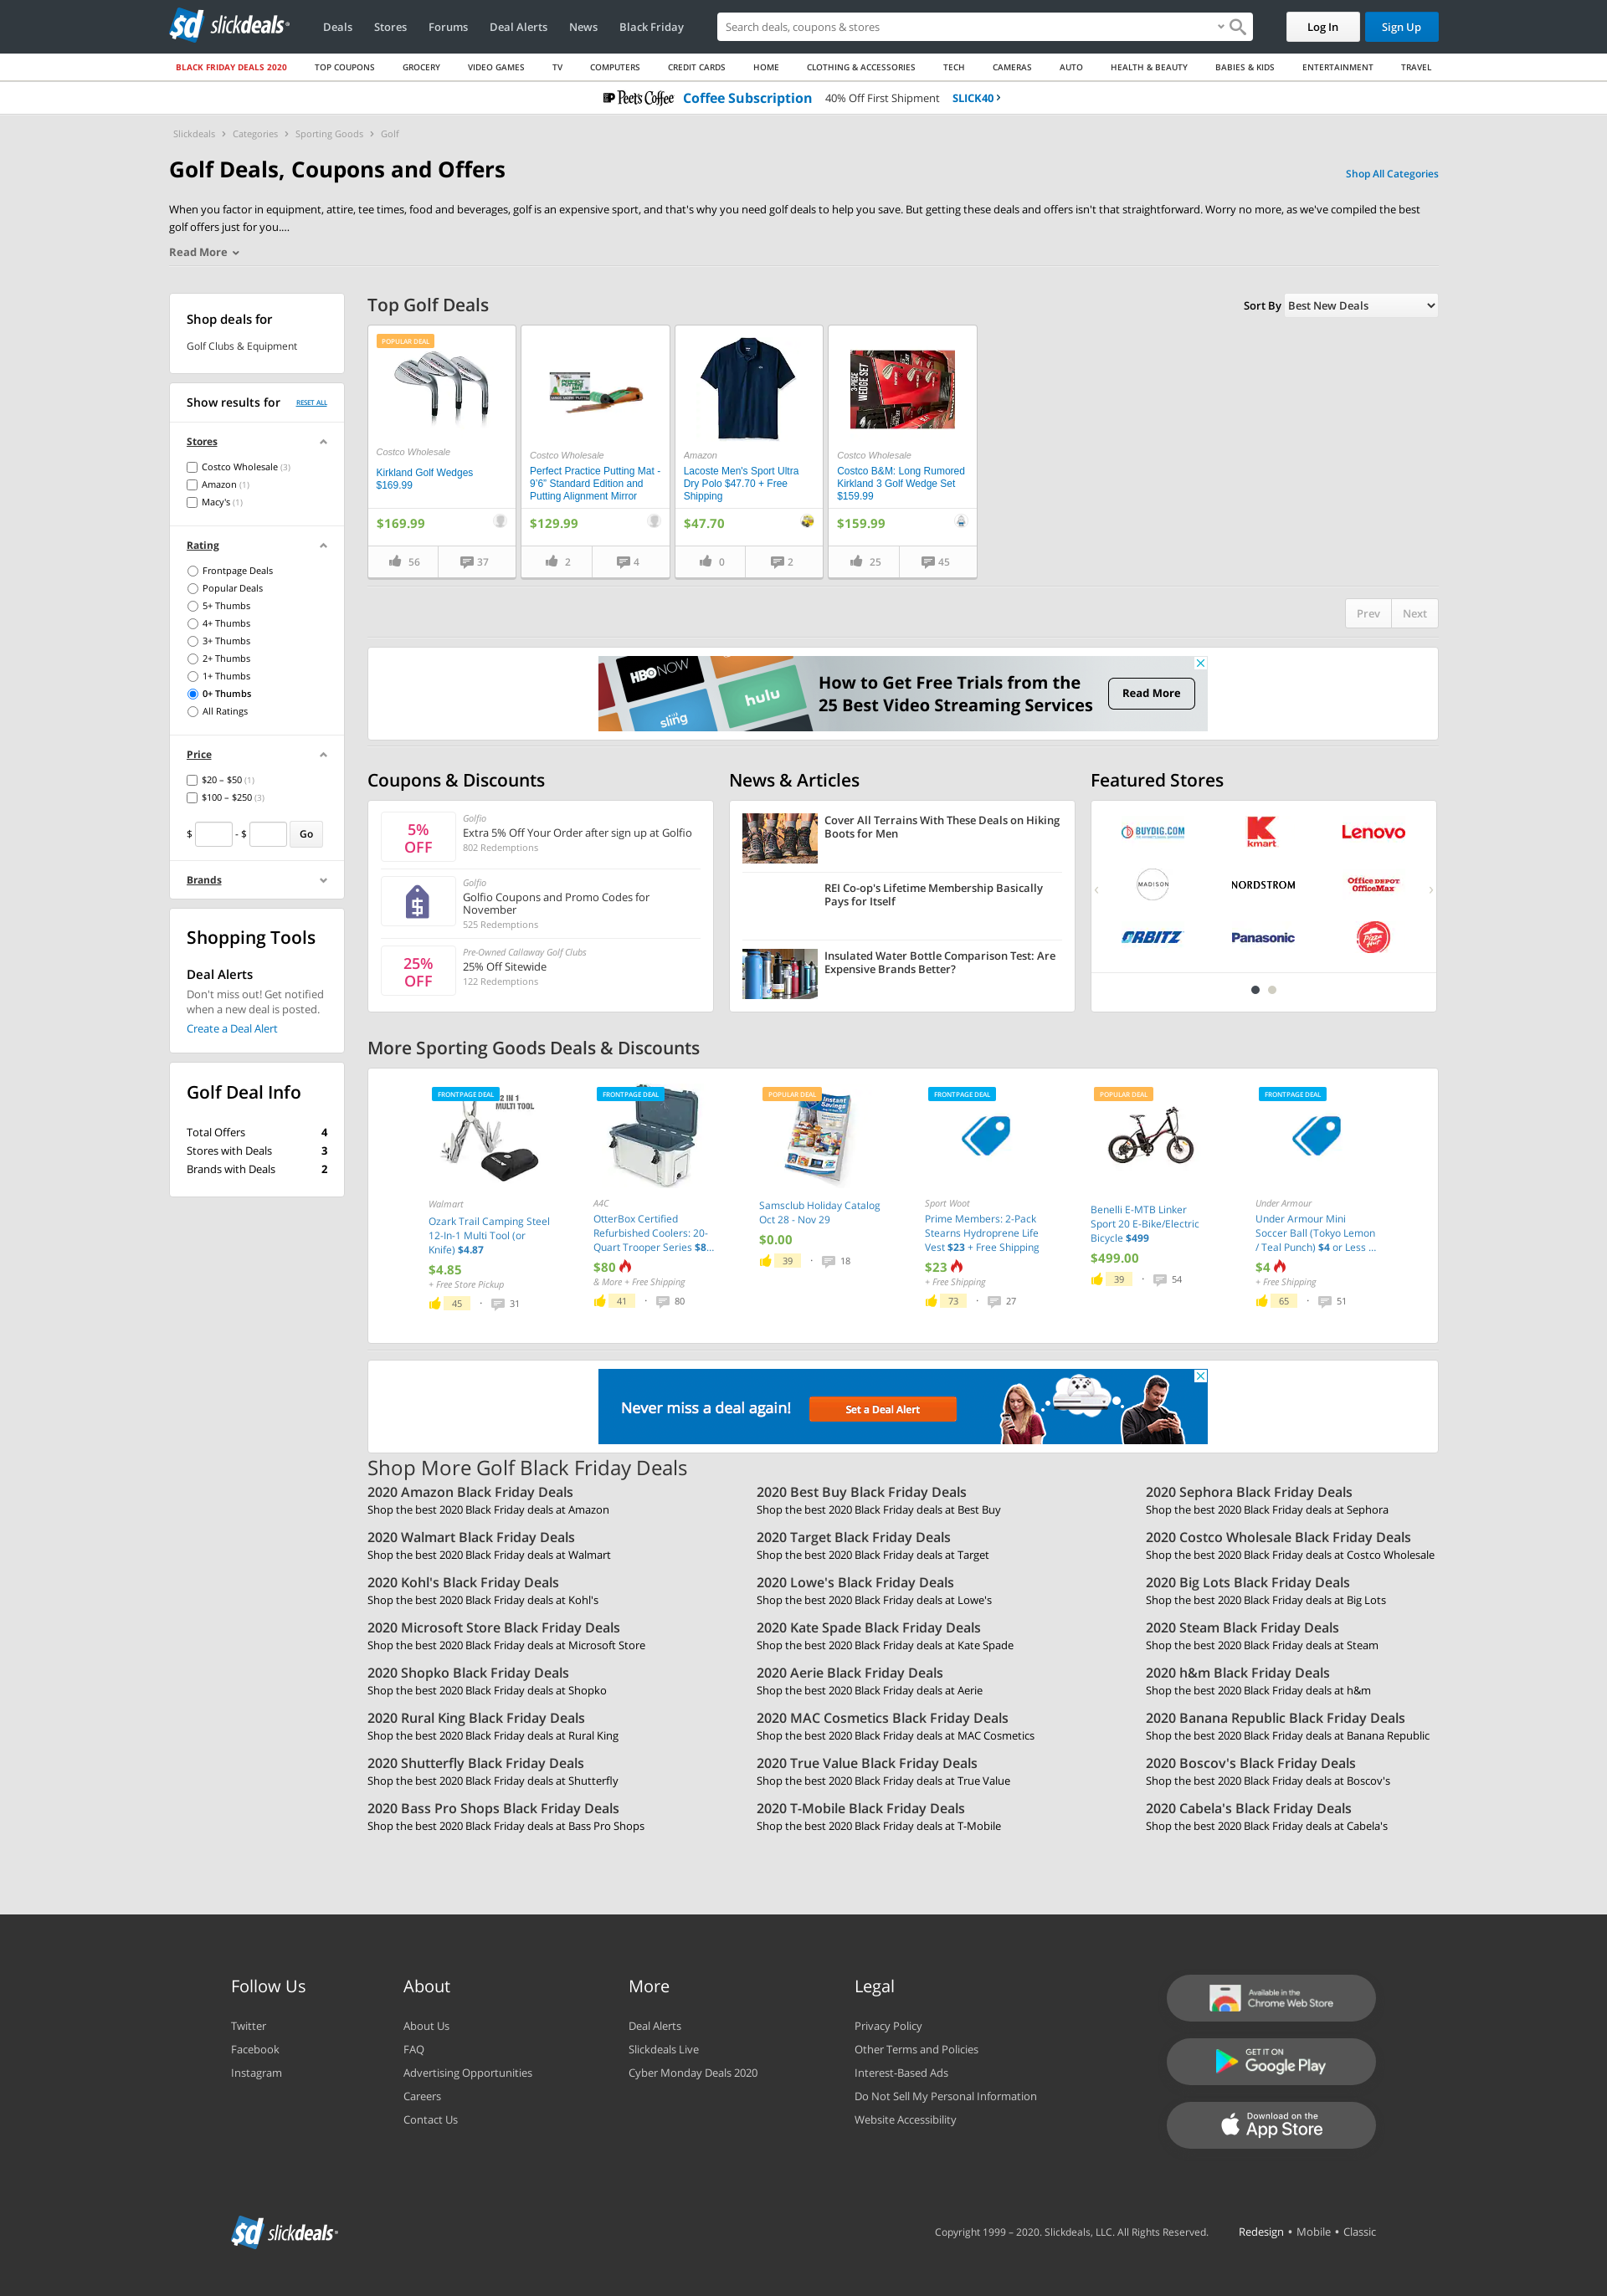 slickdeals
Deals Stores Forums Deal Alerts News Black Friday
Search deals, coupons & stores
Log In
Sign Up
BLACK FRIDAY DEALS 2020 TOP COUPONS GROCERY VIDEO GAMES TV COMPUTERS CREDIT CARDS HOME CLOTHING & ACCESSORIES TECH CAMERAS AUTO HEALTH & BEAUTY BABIES & KIDS ENTERTAINMENT TRAVEL
Peet's Coffee Coffee Subscription 40% Off First Shipment SLICK40
Slickdeals Categories Sporting Goods Golf
Golf Deals, Coupons and Offers
Shop All Categories
When you factor in equipment, attire, tee times, food and beverages, golf is an expensive sport, and that's why you need golf deals to help you save. But getting these deals and offers isn't that straightforward. Worry no more, as we've compiled the best
golf offers just for you....
Read More
Shop deals for
Golf Clubs & Equipment
Show results for RESET ALL
Stores
Costco Wholesale (3)
Amazon (1)
Macy's (1)
Rating
Frontpage Deals
Popular Deals
5+ Thumbs
4+ Thumbs
3+ Thumbs
2+ Thumbs
1+ Thumbs
0+ Thumbs
All Ratings
Price
$20 – $50 (1)
$100 – $250 (3)
$ - $ Go
Brands
Shopping Tools
Deal Alerts
Don't miss out! Get notified
when a new deal is posted.
Create a Deal Alert
Golf Deal Info
Total Offers 4
Stores with Deals 3
Brands with Deals 2
Top Golf Deals
Sort By Best New Deals
POPULAR DEAL
Costco Wholesale
Kirkland Golf Wedges
$169.99
$169.99
56 37
PERFECT
PUTTING
MAT
Costco Wholesale
Perfect Practice Putting Mat -
9'6" Standard Edition and
Putting Alignment Mirror
$129.99
2 4
Amazon
Lacoste Men's Sport Ultra
Dry Polo $47.70 + Free
Shipping
$47.70
0 2
3-PIECE
WEDGE SET
Costco Wholesale
Costco B&M: Long Rumored
Kirkland 3 Golf Wedge Set
$159.99
$159.99
25 45
Prev Next
HBO NOW
hulu
sling
How to Get Free Trials from the
25 Best Video Streaming Services
Read More
Coupons & Discounts
5%
OFF
Golfio
Extra 5% Off Your Order after sign up at Golfio
802 Redemptions
Golfio
Golfio Coupons and Promo Codes for
November
525 Redemptions
25%
OFF
Pre-Owned Callaway Golf Clubs
25% Off Sitewide
122 Redemptions
News & Articles
Cover All Terrains With These Deals on Hiking
Boots for Men
REI Co-op's Lifetime Membership Basically
Pays for Itself
Insulated Water Bottle Comparison Test: Are
Expensive Brands Better?
Featured Stores
BUYDIG.COM
kmart
Lenovo
MADISON
NORDSTROM
Office DEPOT
OfficeMax
ORBITZ
Panasonic
Pizza Hut
More Sporting Goods Deals & Discounts
FRONTPAGE DEAL
12 IN 1
MULTI TOOL
Walmart
Ozark Trail Camping Steel
12-In-1 Multi Tool (or
Knife) $4.87
$4.85
+ Free Store Pickup
45 · 31
FRONTPAGE DEAL
A4C
OtterBox Certified
Refurbished Coolers: 20-
Quart Trooper Series $8...
$80
& More + Free Shipping
41 · 80
POPULAR DEAL
Instant
Savings
Samsclub Holiday Catalog
Oct 28 - Nov 29
$0.00
39 · 18
FRONTPAGE DEAL
Sport Woot
Prime Members: 2-Pack
Stearns Hydroprene Life
Vest $23 + Free Shipping
$23
+ Free Shipping
73 · 27
POPULAR DEAL
Benelli E-MTB Linker
Sport 20 E-Bike/Electric
Bicycle $499
$499.00
39 · 54
FRONTPAGE DEAL
Under Armour
Under Armour Mini
Soccer Ball (Tokyo Lemon
/ Teal Punch) $4 or Less ...
$4
+ Free Shipping
65 · 51
Never miss a deal again!
Set a Deal Alert
Shop More Golf Black Friday Deals
2020 Amazon Black Friday Deals
Shop the best 2020 Black Friday deals at Amazon
2020 Best Buy Black Friday Deals
Shop the best 2020 Black Friday deals at Best Buy
2020 Sephora Black Friday Deals
Shop the best 2020 Black Friday deals at Sephora
2020 Walmart Black Friday Deals
Shop the best 2020 Black Friday deals at Walmart
2020 Target Black Friday Deals
Shop the best 2020 Black Friday deals at Target
2020 Costco Wholesale Black Friday Deals
Shop the best 2020 Black Friday deals at Costco Wholesale
2020 Kohl's Black Friday Deals
Shop the best 2020 Black Friday deals at Kohl's
2020 Lowe's Black Friday Deals
Shop the best 2020 Black Friday deals at Lowe's
2020 Big Lots Black Friday Deals
Shop the best 2020 Black Friday deals at Big Lots
2020 Microsoft Store Black Friday Deals
Shop the best 2020 Black Friday deals at Microsoft Store
2020 Kate Spade Black Friday Deals
Shop the best 2020 Black Friday deals at Kate Spade
2020 Steam Black Friday Deals
Shop the best 2020 Black Friday deals at Steam
2020 Shopko Black Friday Deals
Shop the best 2020 Black Friday deals at Shopko
2020 Aerie Black Friday Deals
Shop the best 2020 Black Friday deals at Aerie
2020 h&m Black Friday Deals
Shop the best 2020 Black Friday deals at h&m
2020 Rural King Black Friday Deals
Shop the best 2020 Black Friday deals at Rural King
2020 MAC Cosmetics Black Friday Deals
Shop the best 2020 Black Friday deals at MAC Cosmetics
2020 Banana Republic Black Friday Deals
Shop the best 2020 Black Friday deals at Banana Republic
2020 Shutterfly Black Friday Deals
Shop the best 2020 Black Friday deals at Shutterfly
2020 True Value Black Friday Deals
Shop the best 2020 Black Friday deals at True Value
2020 Boscov's Black Friday Deals
Shop the best 2020 Black Friday deals at Boscov's
2020 Bass Pro Shops Black Friday Deals
Shop the best 2020 Black Friday deals at Bass Pro Shops
2020 T-Mobile Black Friday Deals
Shop the best 2020 Black Friday deals at T-Mobile
2020 Cabela's Black Friday Deals
Shop the best 2020 Black Friday deals at Cabela's
Follow Us
Twitter
Facebook
Instagram
About
About Us
FAQ
Advertising Opportunities
Careers
Contact Us
More
Deal Alerts
Slickdeals Live
Cyber Monday Deals 2020
Legal
Privacy Policy
Other Terms and Policies
Interest-Based Ads
Do Not Sell My Personal Information
Website Accessibility
Available in the
Chrome Web Store
GET IT ON
Google Play
Download on the
App Store
slickdeals
Copyright 1999 – 2020. Slickdeals, LLC. All Rights Reserved.
Redesign • Mobile • Classic